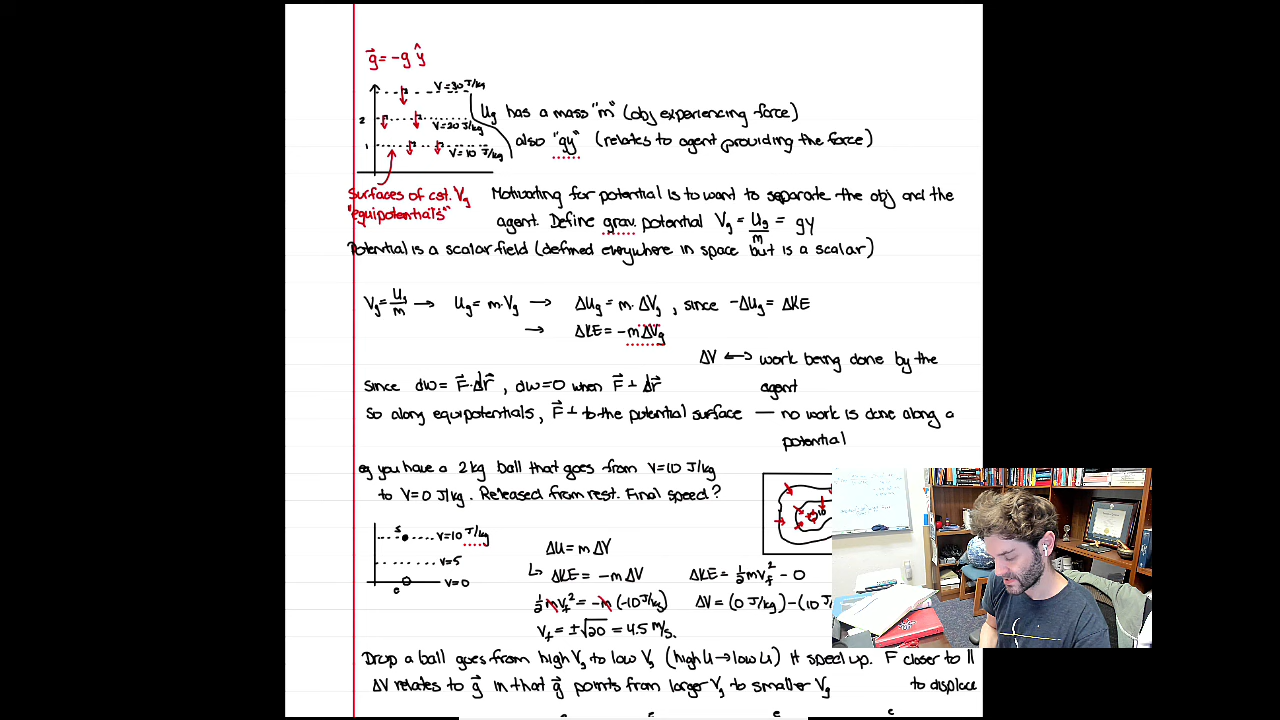 g⃗ = -g ŷ
V=30 J/kg
2
V=20 J/kg
1
V=10 J/kg
Ug has a mass "m" (obj experiencing force)
also "gy" (relates to agent providing the force)
Surfaces of cst. Vg
"equipotentials"
Motivating for potential is to want to separate the obj and the
agent. Define grav. potential Vg = Ug/m = gy
Potential is a scalar field (defined everywhere in space but is a scalar)
Vg = Ug/m → Ug = m·Vg → ΔUg = m·ΔVg, since -ΔUg = ΔKE
→ ΔKE = -mΔVg
ΔV ↔ work being done by the
agent
Since dw = F⃗·dr⃗, dw=0 when F⃗ ⊥ dr⃗
So along equipotentials, F⃗ ⊥ to the potential surface — no work is done along a
potential
eg you have a 2kg ball that goes from V=10 J/kg
to V=0 J/kg. Released from rest. Final speed?
s
V=10 J/kg
V=5
e
V=0
10
ΔU = mΔV
↳ ΔKE = -mΔV
½mvf² = -m(-10 J/kg)
Vf = ±√20 = 4.5 m/s.
ΔKE = ½mvf² - 0
ΔV = (0 J/kg) - (10 J/
Drop a ball goes from high Vg to low Vg (high U → low U) it speed up. F closer to ||
ΔV relates to g⃗ in that g⃗ points from larger Vg to smaller Vg
to displace